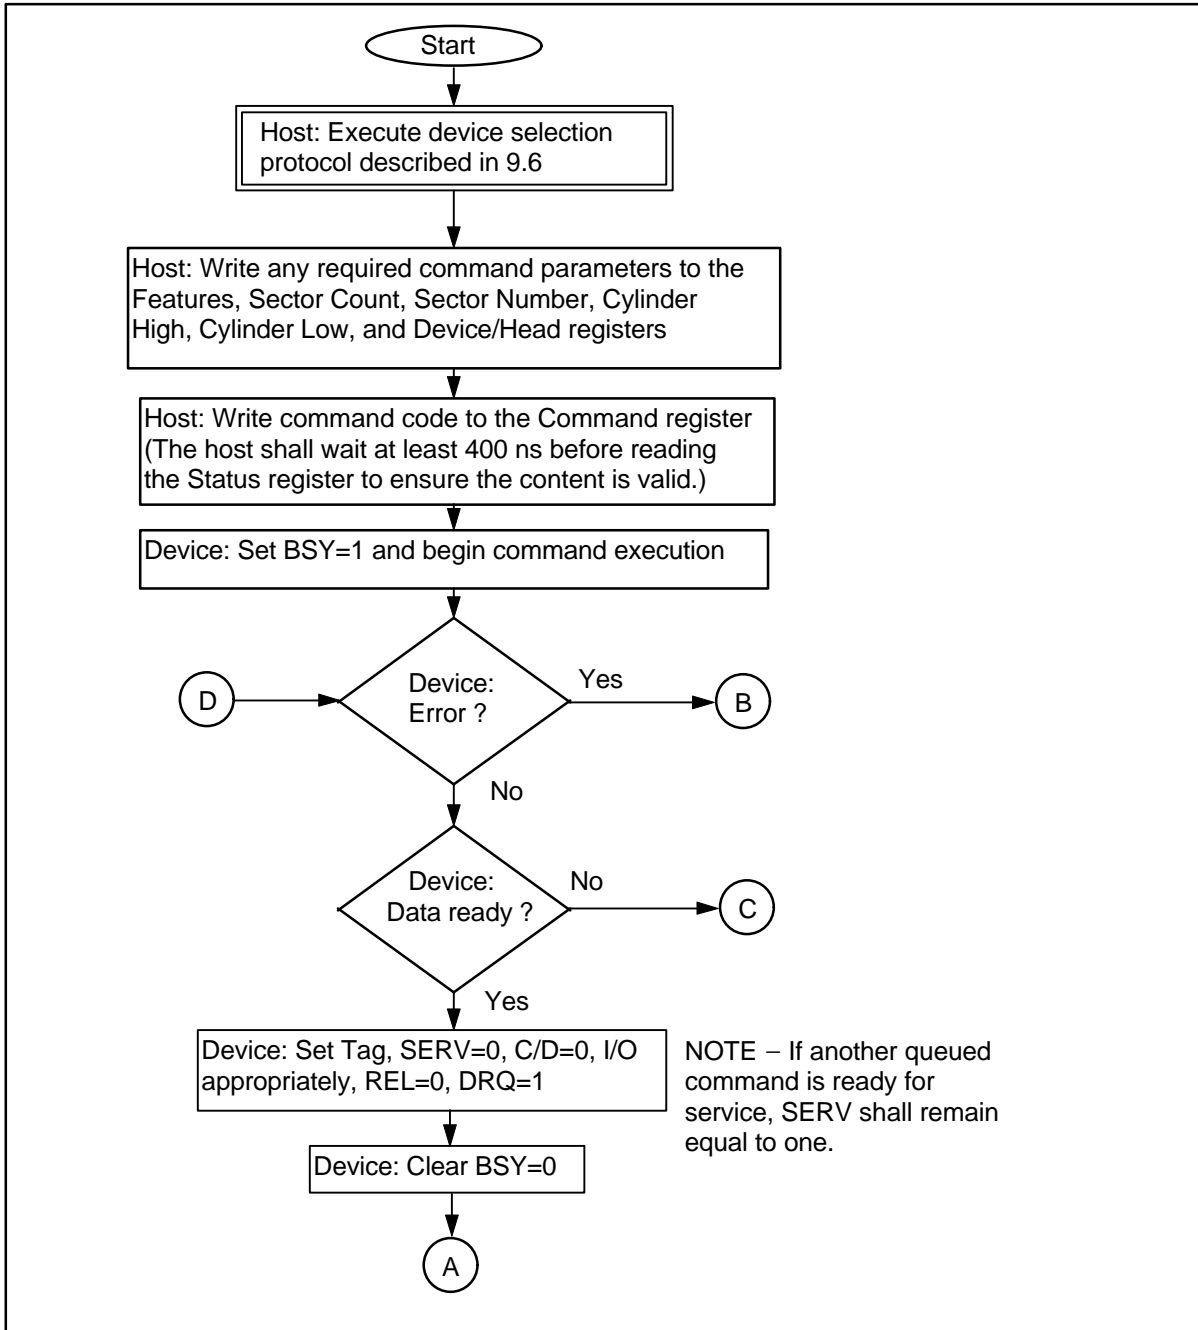 Start
Host: Execute device selection
protocol described in 9.6
Host: Write any required command parameters to the
Features, Sector Count, Sector Number, Cylinder
High, Cylinder Low, and Device/Head registers
Host: Write command code to the Command register
(The host shall wait at least 400 ns before reading
the Status register to ensure the content is valid.)
Device: Set BSY=1 and begin command execution
D
Device:
Error ?
Yes
B
No
Device:
Data ready ?
No
C
Yes
Device: Set Tag, SERV=0, C/D=0, I/O
appropriately, REL=0, DRQ=1
NOTE – If another queued
command is ready for
service, SERV shall remain
equal to one.
Device: Clear BSY=0
A